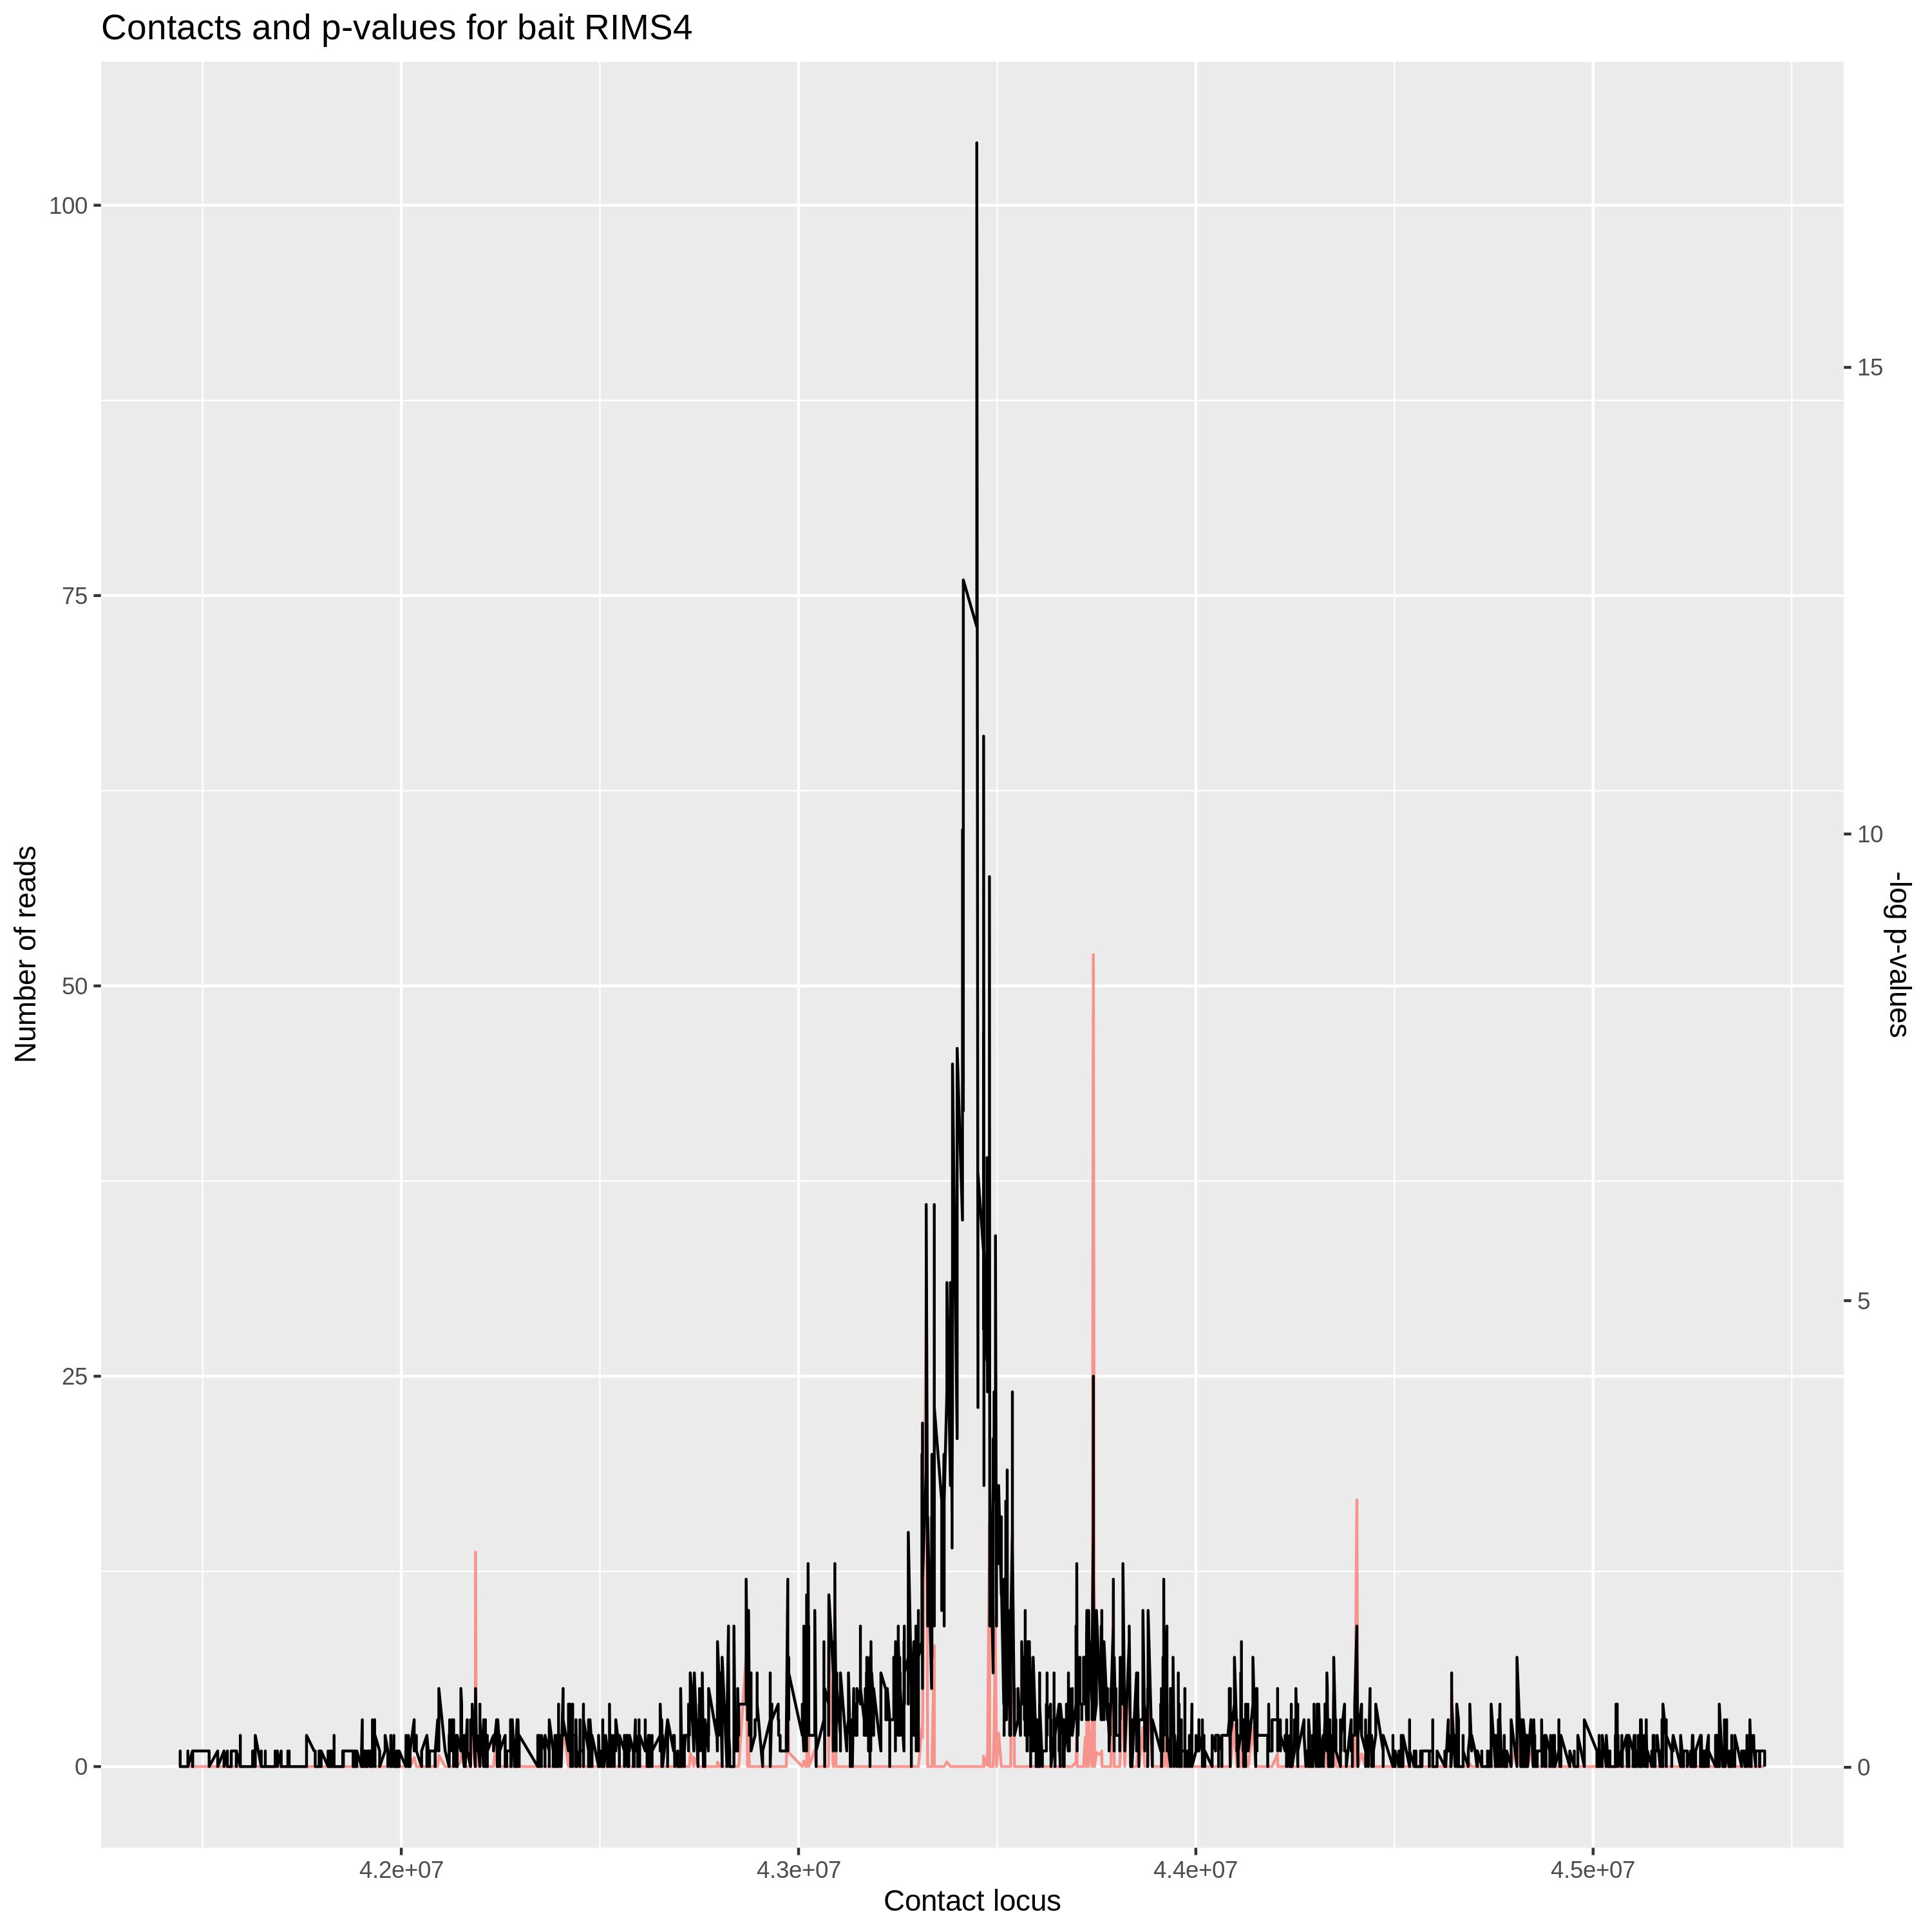 Contacts and p-values for bait RIMS4
100
75
50
25
0
Number of reads
15
10
5
0
-log p-values
4.2e+07
4.3e+07
4.4e+07
4.5e+07
Contact locus